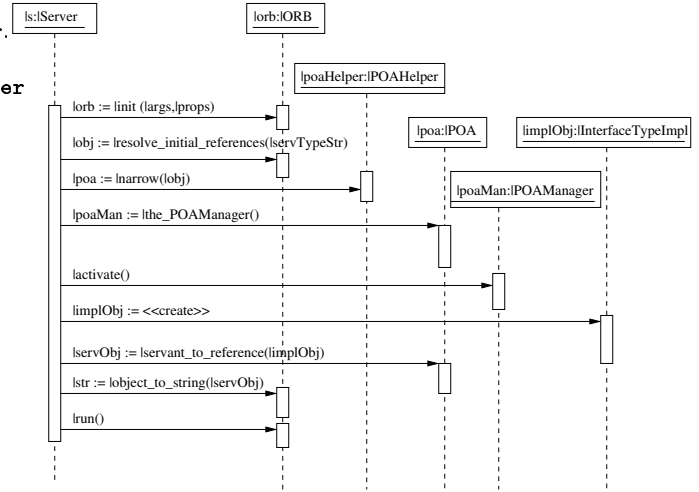 |s:|Server
|orb:|ORB
.
er
|poaHelper:|POAHelper
|orb := |init (|args,|props)
|poa:|POA
|implObj:|InterfaceTypeImpl
|obj := |resolve_initial_references(|servTypeStr)
|poa := |narrow(|obj)
|poaMan:|POAManager
|poaMan := |the_POAManager()
|activate()
|implObj := <<create>>
|servObj := |servant_to_reference(|implObj)
|str := |object_to_string(|servObj)
|run()